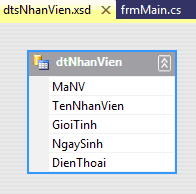 dtsNhanVien.xsd
frmMain.cs
dtNhanVien
MaNV
TenNhanVien
GioiTinh
NgaySinh
DienThoai